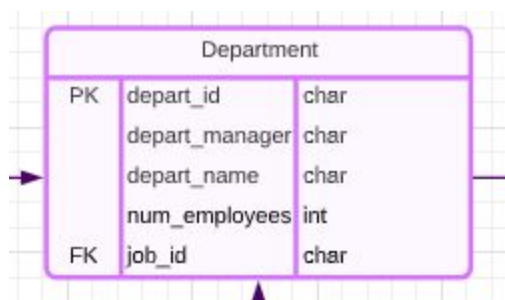 Department
PK depart_id char
depart_manager char
depart_name char
num_employees int
FK job_id char